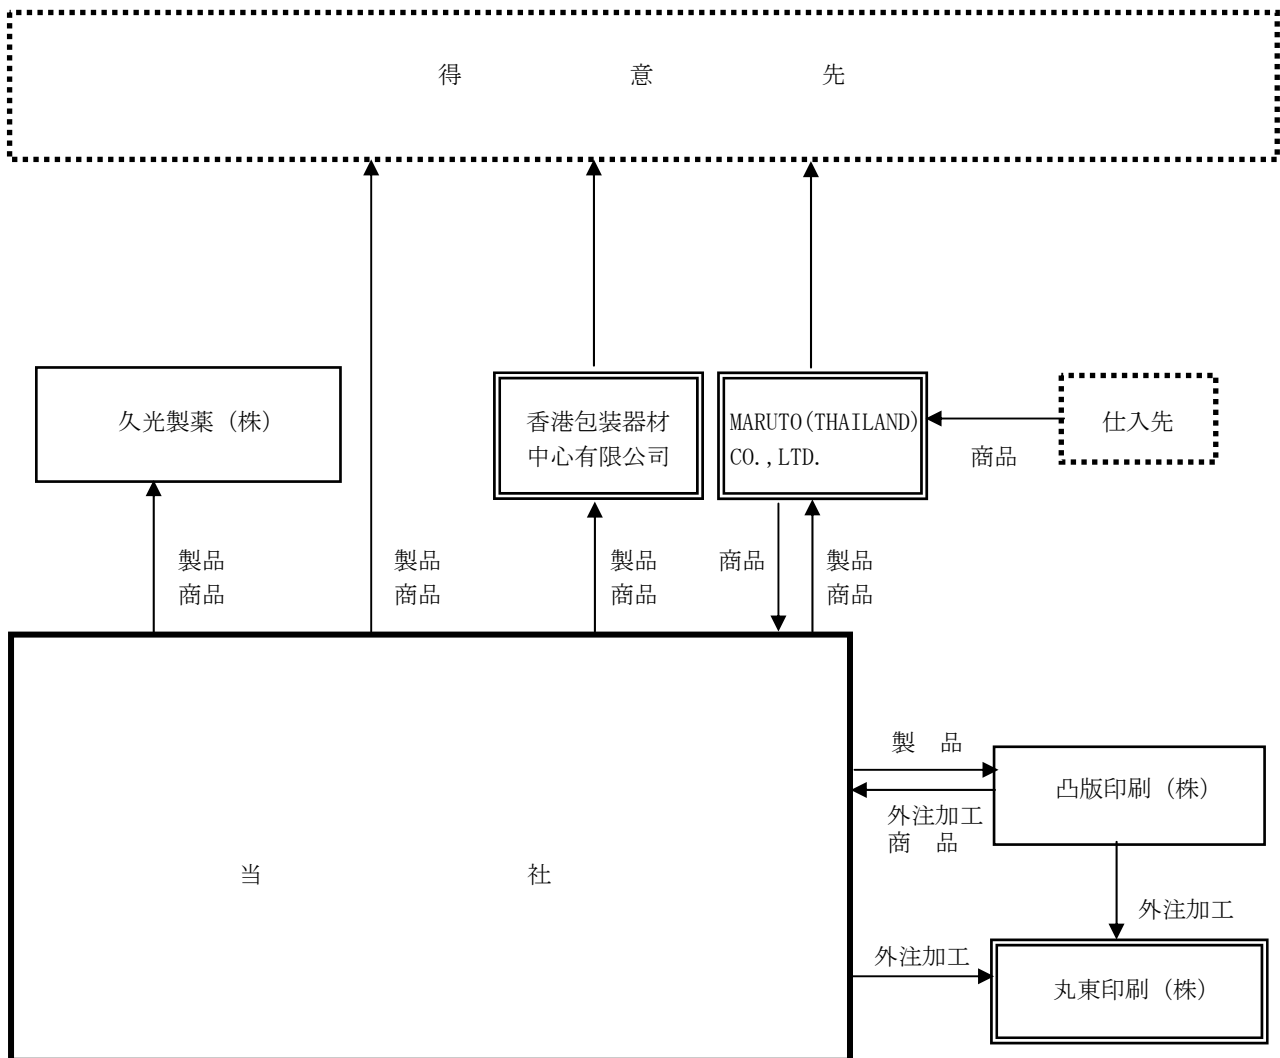 得　意　先
久光製薬（株）
香港包装器材
中心有限公司
MARUTO(THAILAND)
CO.,LTD.
仕入先
商品
製品
商品
製品
商品
製品
商品
商品
製品
商品
製　品
外注加工
商　品
凸版印刷（株）
当　社
外注加工
外注加工
丸東印刷（株）